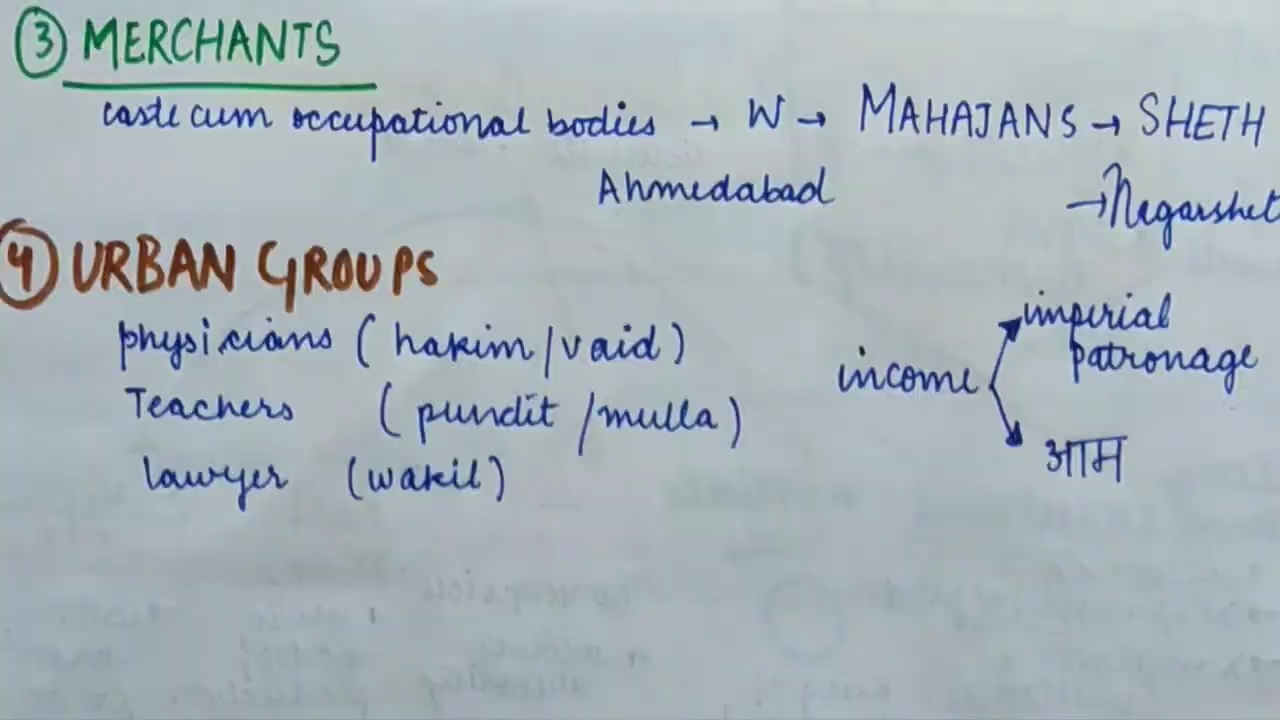 ③ MERCHANTS
caste cum occupational bodies → W → MAHAJANS → SHETH
Ahmedabad → Nagarshet
④ URBAN GROUPS
physicians (hakim/vaid)
Teachers (pundit/mulla)
lawyer (wakil)
income
imperial
patronage
आम